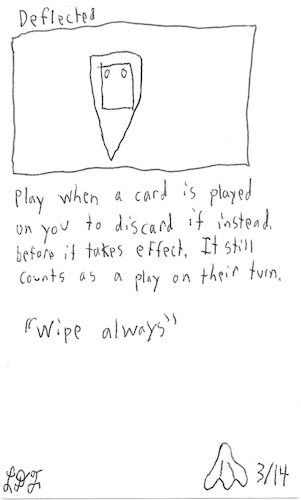 Deflected
Play when a card is played
on you to discard it instead.
before it takes effect. It still
counts as a play on their turn.
"Wipe always"
3/14